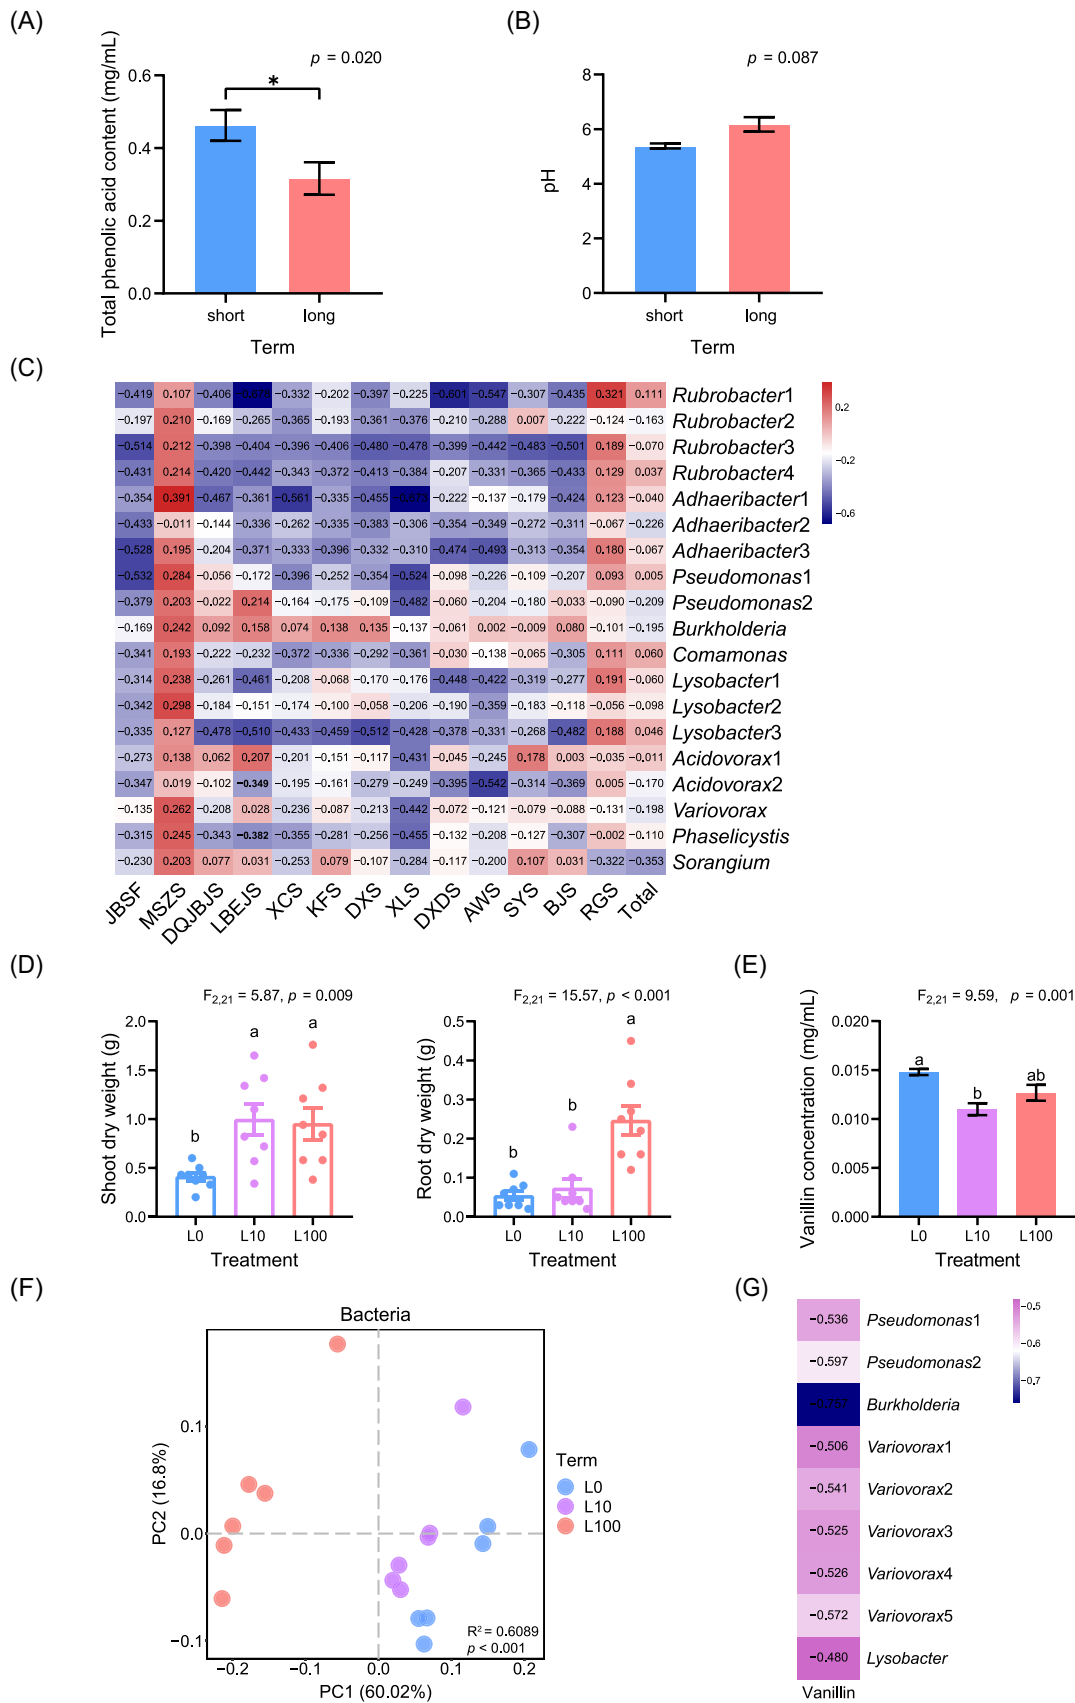 (A)
p = 0.020
*
Total phenolic acid content (mg/mL)
0.6
0.4
0.2
0.0
short long
Term
(B)
p = 0.087
pH
8
6
4
2
0
short long
Term
(C)
−0.419 0.107 −0.406 −0.332 −0.202 −0.397 −0.225 −0.601 −0.547 −0.307 −0.435 0.321 0.111 Rubrobacter1
−0.197 0.210 −0.169 −0.265 −0.365 −0.193 −0.361 −0.376 −0.210 −0.288 0.007 −0.222 −0.124 −0.163 Rubrobacter2
−0.514 0.212 −0.398 −0.404 −0.396 −0.406 −0.480 −0.478 −0.399 −0.442 −0.483 −0.501 0.189 −0.070 Rubrobacter3
−0.431 0.214 −0.420 −0.442 −0.343 −0.372 −0.413 −0.384 −0.207 −0.331 −0.365 −0.433 0.129 0.037 Rubrobacter4
−0.354 0.391 −0.467 −0.361 −0.561 −0.335 −0.455 −0.222 −0.137 −0.179 −0.424 0.123 −0.040 Adhaeribacter1
−0.433 −0.011 −0.144 −0.336 −0.262 −0.335 −0.383 −0.306 −0.354 −0.349 −0.272 −0.311 −0.067 −0.226 Adhaeribacter2
−0.528 0.195 −0.204 −0.371 −0.333 −0.396 −0.332 −0.310 −0.474 −0.493 −0.313 −0.354 0.180 −0.067 Adhaeribacter3
−0.532 0.284 −0.056 −0.172 −0.396 −0.252 −0.354 −0.524 −0.098 −0.226 −0.109 −0.207 0.093 0.005 Pseudomonas1
−0.379 0.203 −0.022 0.214 −0.164 −0.175 −0.109 −0.482 −0.060 −0.204 −0.180 −0.033 −0.090 −0.209 Pseudomonas2
−0.169 0.242 0.092 0.158 0.074 0.138 0.135 −0.137 −0.061 0.002 −0.009 0.080 −0.101 −0.195 Burkholderia
−0.341 0.193 −0.222 −0.232 −0.372 −0.336 −0.292 −0.361 −0.030 −0.138 −0.065 −0.305 0.111 0.060 Comamonas
−0.314 0.238 −0.261 −0.461 −0.208 −0.068 −0.170 −0.176 −0.448 −0.422 −0.319 −0.277 0.191 −0.060 Lysobacter1
−0.342 0.298 −0.184 −0.151 −0.174 −0.100 −0.058 −0.206 −0.190 −0.359 −0.183 −0.118 −0.056 −0.098 Lysobacter2
−0.335 0.127 −0.478 −0.510 −0.433 −0.459 −0.512 −0.428 −0.378 −0.331 −0.268 −0.482 0.188 0.046 Lysobacter3
−0.273 0.138 0.062 0.207 −0.201 −0.151 −0.117 −0.431 −0.045 −0.245 0.178 0.003 −0.035 −0.011 Acidovorax1
−0.347 0.019 −0.102 −0.349 −0.195 −0.161 −0.279 −0.249 −0.395 −0.542 −0.314 −0.369 0.005 −0.170 Acidovorax2
−0.135 0.262 −0.208 0.028 −0.236 −0.087 −0.213 −0.442 −0.072 −0.121 −0.079 −0.088 −0.131 −0.198 Variovorax
−0.315 0.245 −0.343 −0.382 −0.355 −0.281 −0.256 −0.455 −0.132 −0.208 −0.127 −0.307 −0.002 −0.110 Phaselicystis
−0.230 0.203 0.077 0.031 −0.253 0.079 −0.107 −0.284 −0.117 −0.200 0.107 0.031 −0.322 −0.353 Sorangium
JBSF MSZS DQJBJS LBEJS XCS KFS DXS XLS DXDS AWS SYS BJS RGS Total
0.2
−0.2
−0.6
(D)
F2,21 = 5.87, p = 0.009
Shoot dry weight (g)
2.0
1.5
1.0
0.5
0.0
b a a
L0 L10 L100
Treatment
F2,21 = 15.57, p < 0.001
Root dry weight (g)
0.5
0.4
0.3
0.2
0.1
0.0
b b a
L0 L10 L100
Treatment
(E)
F2,21 = 9.59, p = 0.001
Vanillin concentration (mg/mL)
0.020
0.015
0.010
0.005
0.000
a b ab
L0 L10 L100
Treatment
(F)
Bacteria
PC2 (16.8%)
0.1
0.0
−0.1
−0.2 −0.1 0.0 0.1 0.2
PC1 (60.02%)
R2 = 0.6089
p < 0.001
Term
L0
L10
L100
(G)
−0.536 Pseudomonas1
−0.597 Pseudomonas2
−0.757 Burkholderia
−0.506 Variovorax1
−0.541 Variovorax2
−0.525 Variovorax3
−0.526 Variovorax4
−0.572 Variovorax5
−0.480 Lysobacter
Vanillin
−0.5
−0.6
−0.7